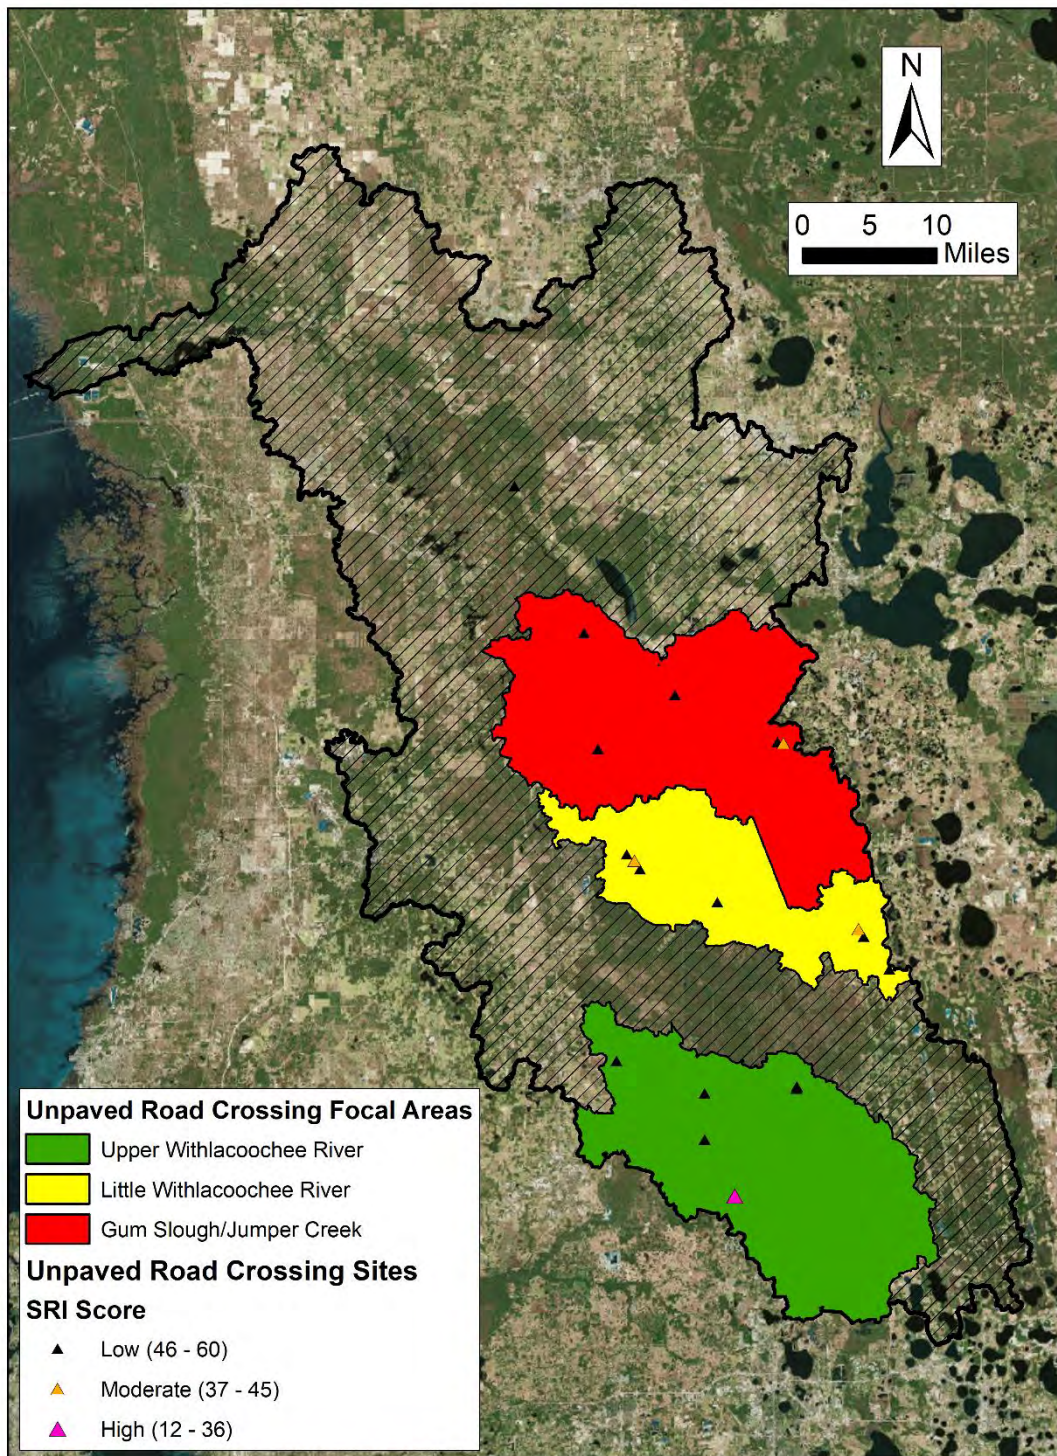 N
0 5 10
Miles
Unpaved Road Crossing Focal Areas
Upper Withlacoochee River
Little Withlacoochee River
Gum Slough/Jumper Creek
Unpaved Road Crossing Sites
SRI Score
Low (46 - 60)
Moderate (37 - 45)
High (12 - 36)